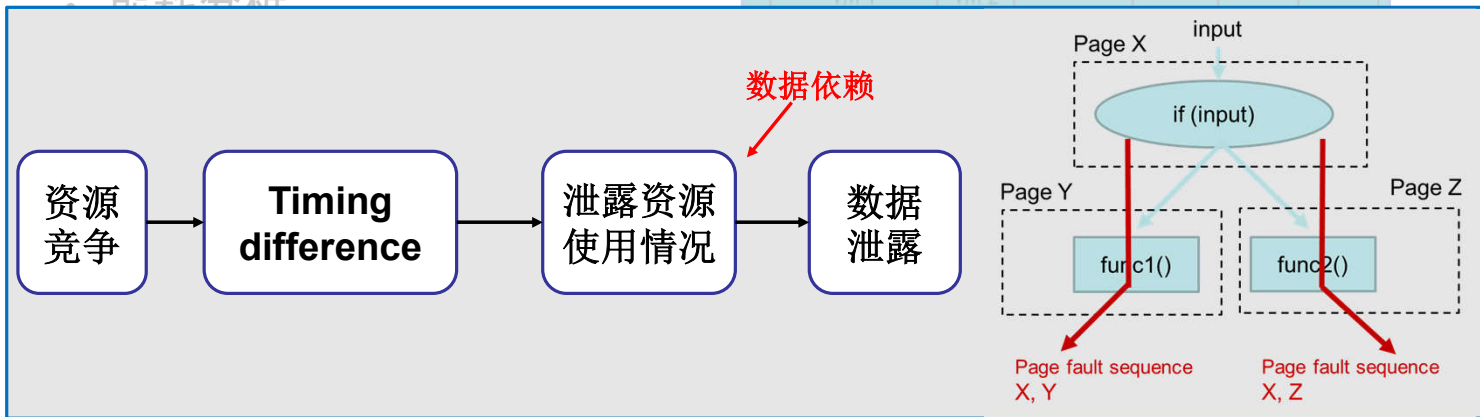 数据依赖
资源
竞争
Timing
difference
泄露资源
使用情况
数据
泄露
input
Page X
if (input)
Page Y
Page Z
func1()
func2()
Page fault sequence
X, Y
Page fault sequence
X, Z